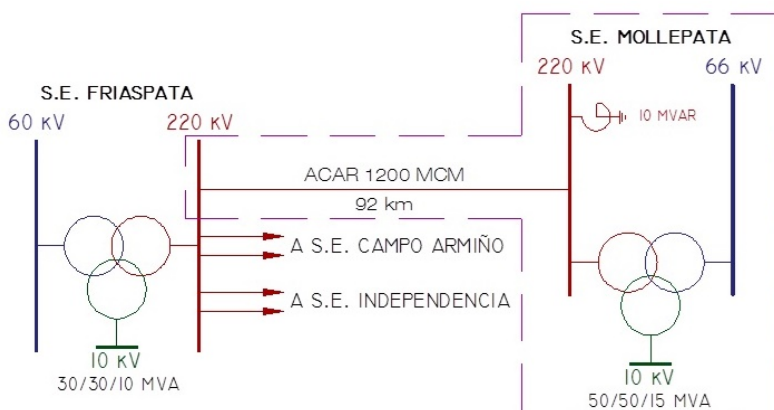 S.E. MOLLEPATA
220 kV
66 kV
S.E. FRIASPATA
60 kV
220 kV
10 MVAR
ACAR 1200 MCM
92 km
A S.E. CAMPO ARMIÑO
A S.E. INDEPENDENCIA
10 kV
30/30/10 MVA
10 kV
50/50/15 MVA